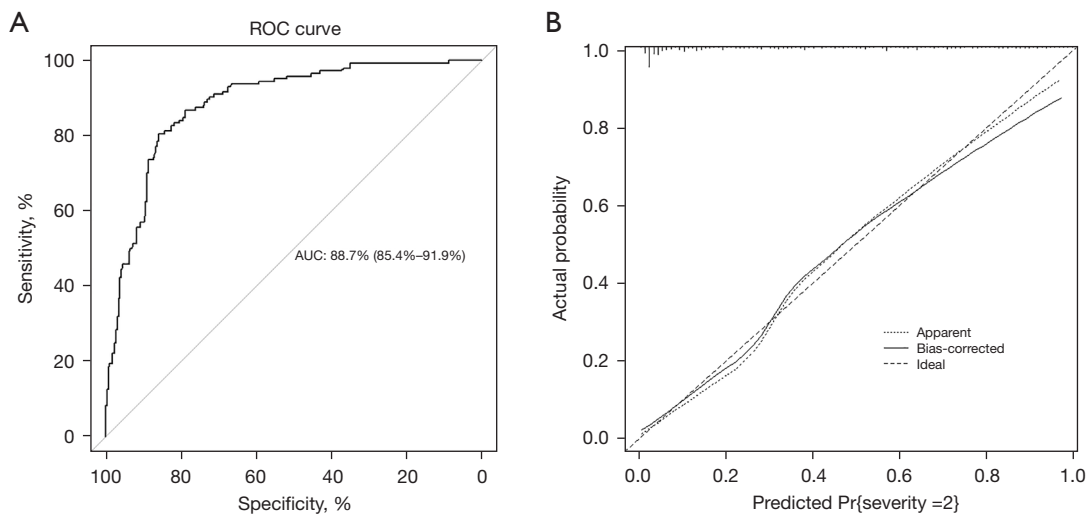 A
ROC curve
100
80
60
40
20
0
Sensitivity, %
AUC: 88.7% (85.4%–91.9%)
100 80 60 40 20 0
Specificity, %
B
1.0
0.8
0.6
0.4
0.2
0.0
Actual probability
Apparent
Bias-corrected
Ideal
0.0 0.2 0.4 0.6 0.8 1.0
Predicted Pr{severity =2}